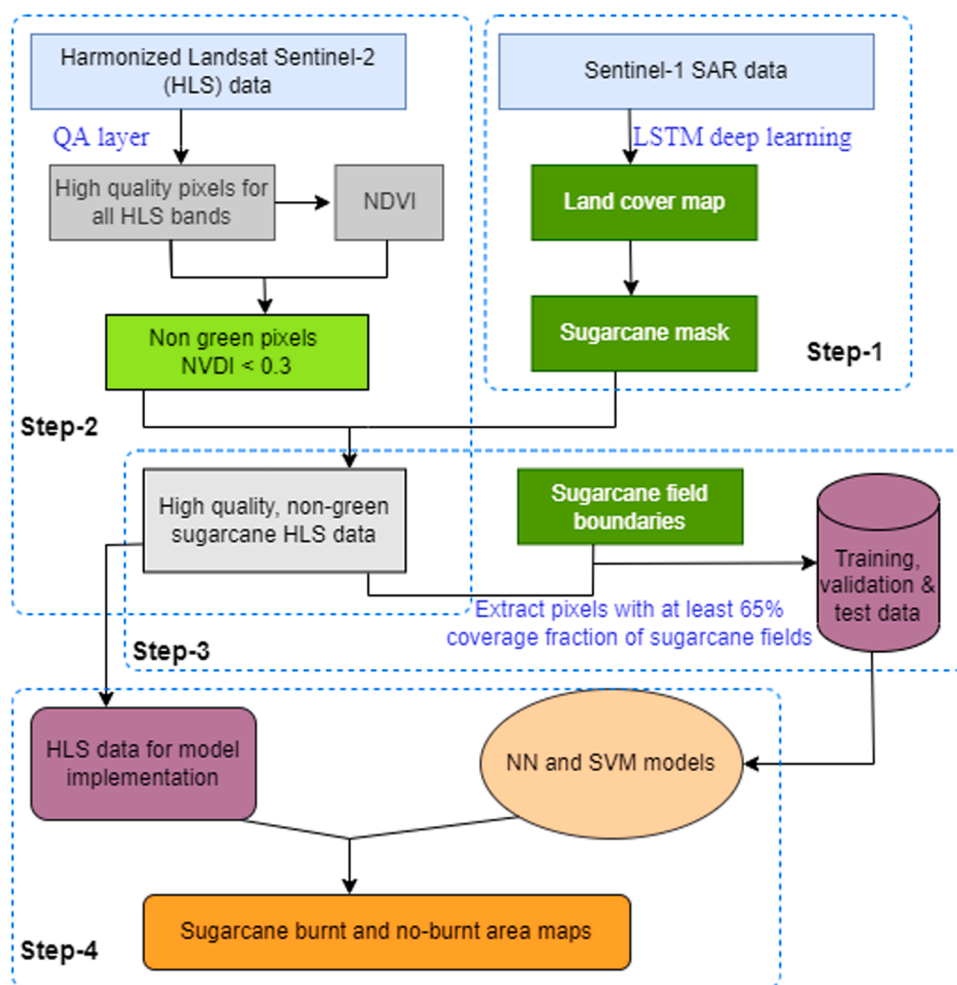 Harmonized Landsat Sentinel-2
(HLS) data
Sentinel-1 SAR data
QA layer
LSTM deep learning
High quality pixels for
all HLS bands
NDVI
Land cover map
Non green pixels
NVDI < 0.3
Sugarcane mask
Step-1
Step-2
High quality, non-green
sugarcane HLS data
Sugarcane field
boundaries
Training,
validation &
test data
Extract pixels with at least 65%
coverage fraction of sugarcane fields
Step-3
HLS data for model
implementation
NN and SVM models
Sugarcane burnt and no-burnt area maps
Step-4